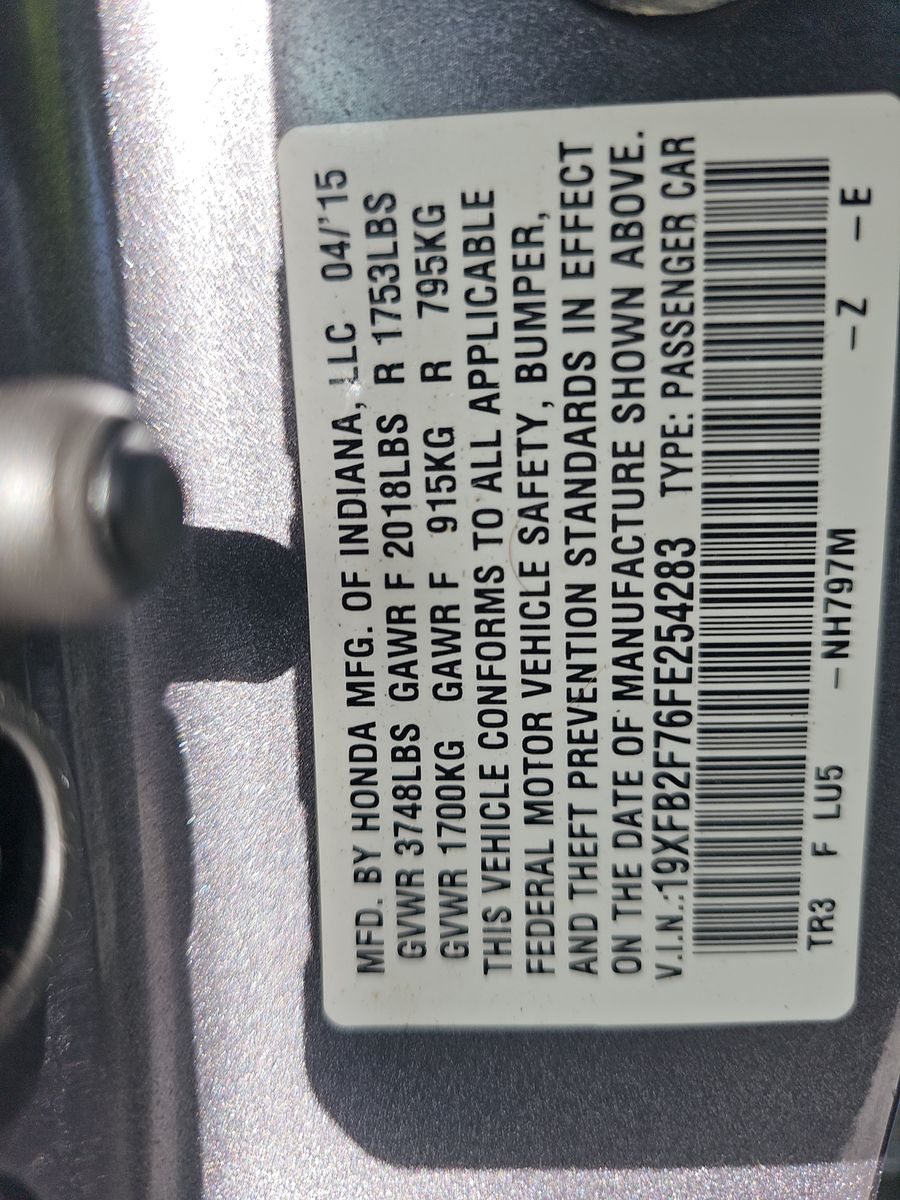 MFD. BY HONDA MFG. OF INDIANA, LLC 04/'15
GVWR 3748LBS GAWR F 2018LBS R 1753LBS
GVWR 1700KG GAWR F 915KG R 795KG
THIS VEHICLE CONFORMS TO ALL APPLICABLE
FEDERAL MOTOR VEHICLE SAFETY, BUMPER,
AND THEFT PREVENTION STANDARDS IN EFFECT
ON THE DATE OF MANUFACTURE SHOWN ABOVE.
V.I.N.:19XFB2F76FE254283 TYPE: PASSENGER CAR
TR3 F LU5 –NH797M –Z –E